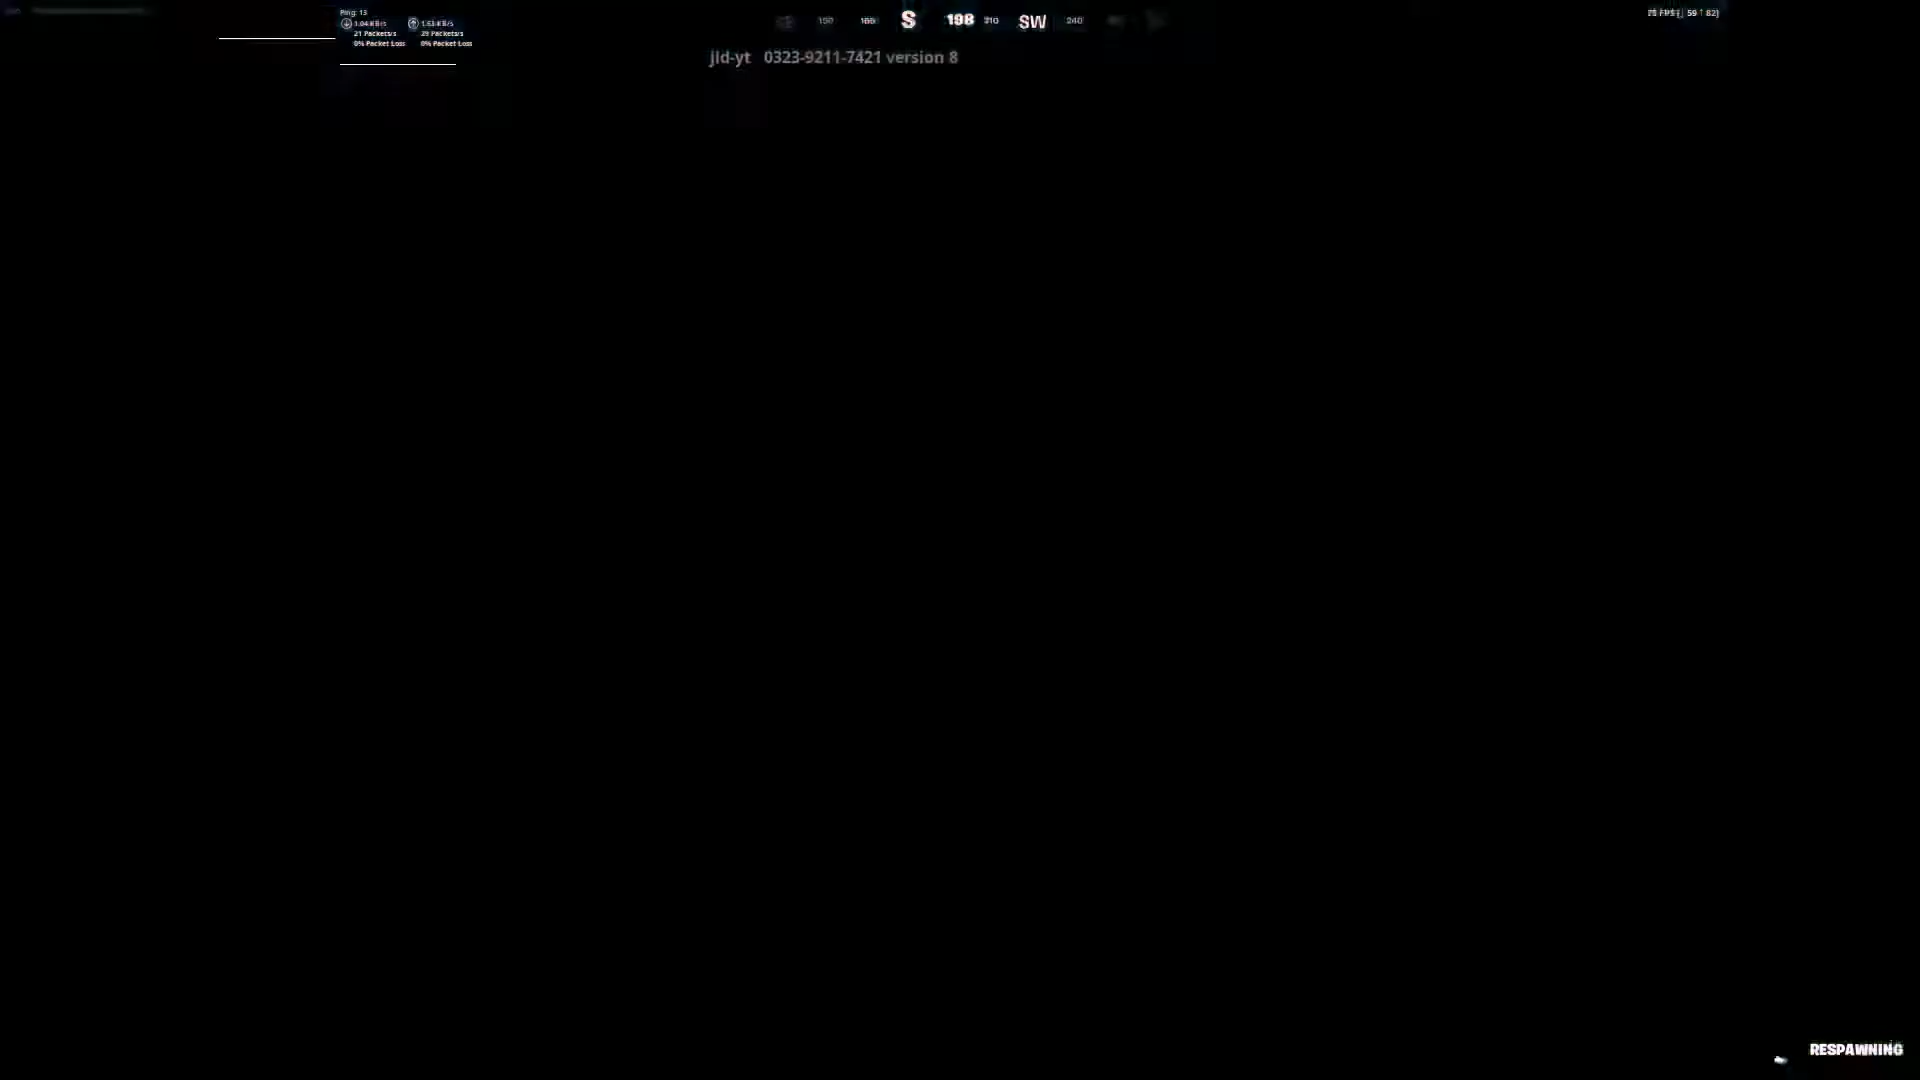 Ping: 13
21 Packets/s 29 Packets/s
0% Packet Loss 0% Packet Loss
150 165 S 198 210 SW 240
jld-yt 0323-9211-7421 version 8
RESPAWNING